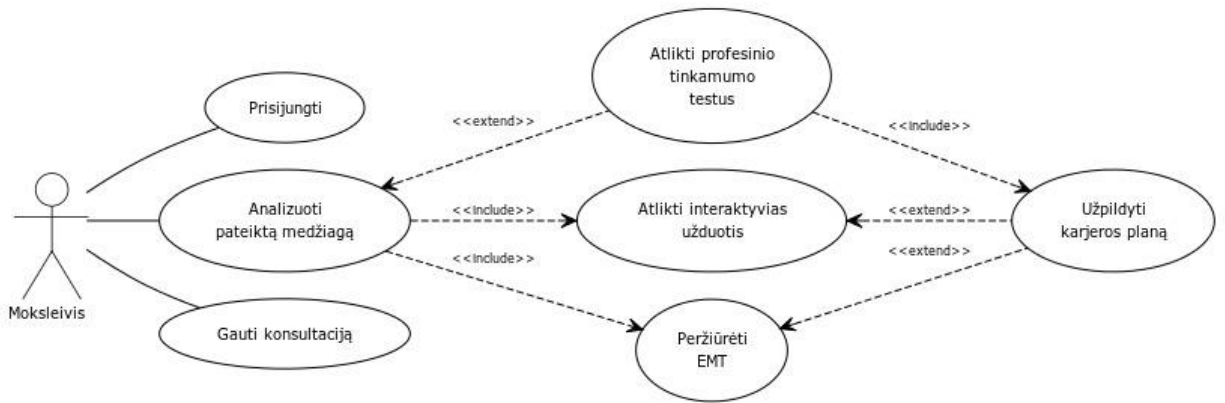 Atlikti profesinio
tinkamumo
testus
Prisijungti
<<extend>>
<<include>>
Analizuoti
pateiktą medžiagą
<<include>>
Atlikti interaktyvias
užduotis
<<extend>>
Užpildyti
karjeros planą
<<include>>
<<extend>>
Moksleivis
Gauti konsultaciją
Peržiūrėti
EMT